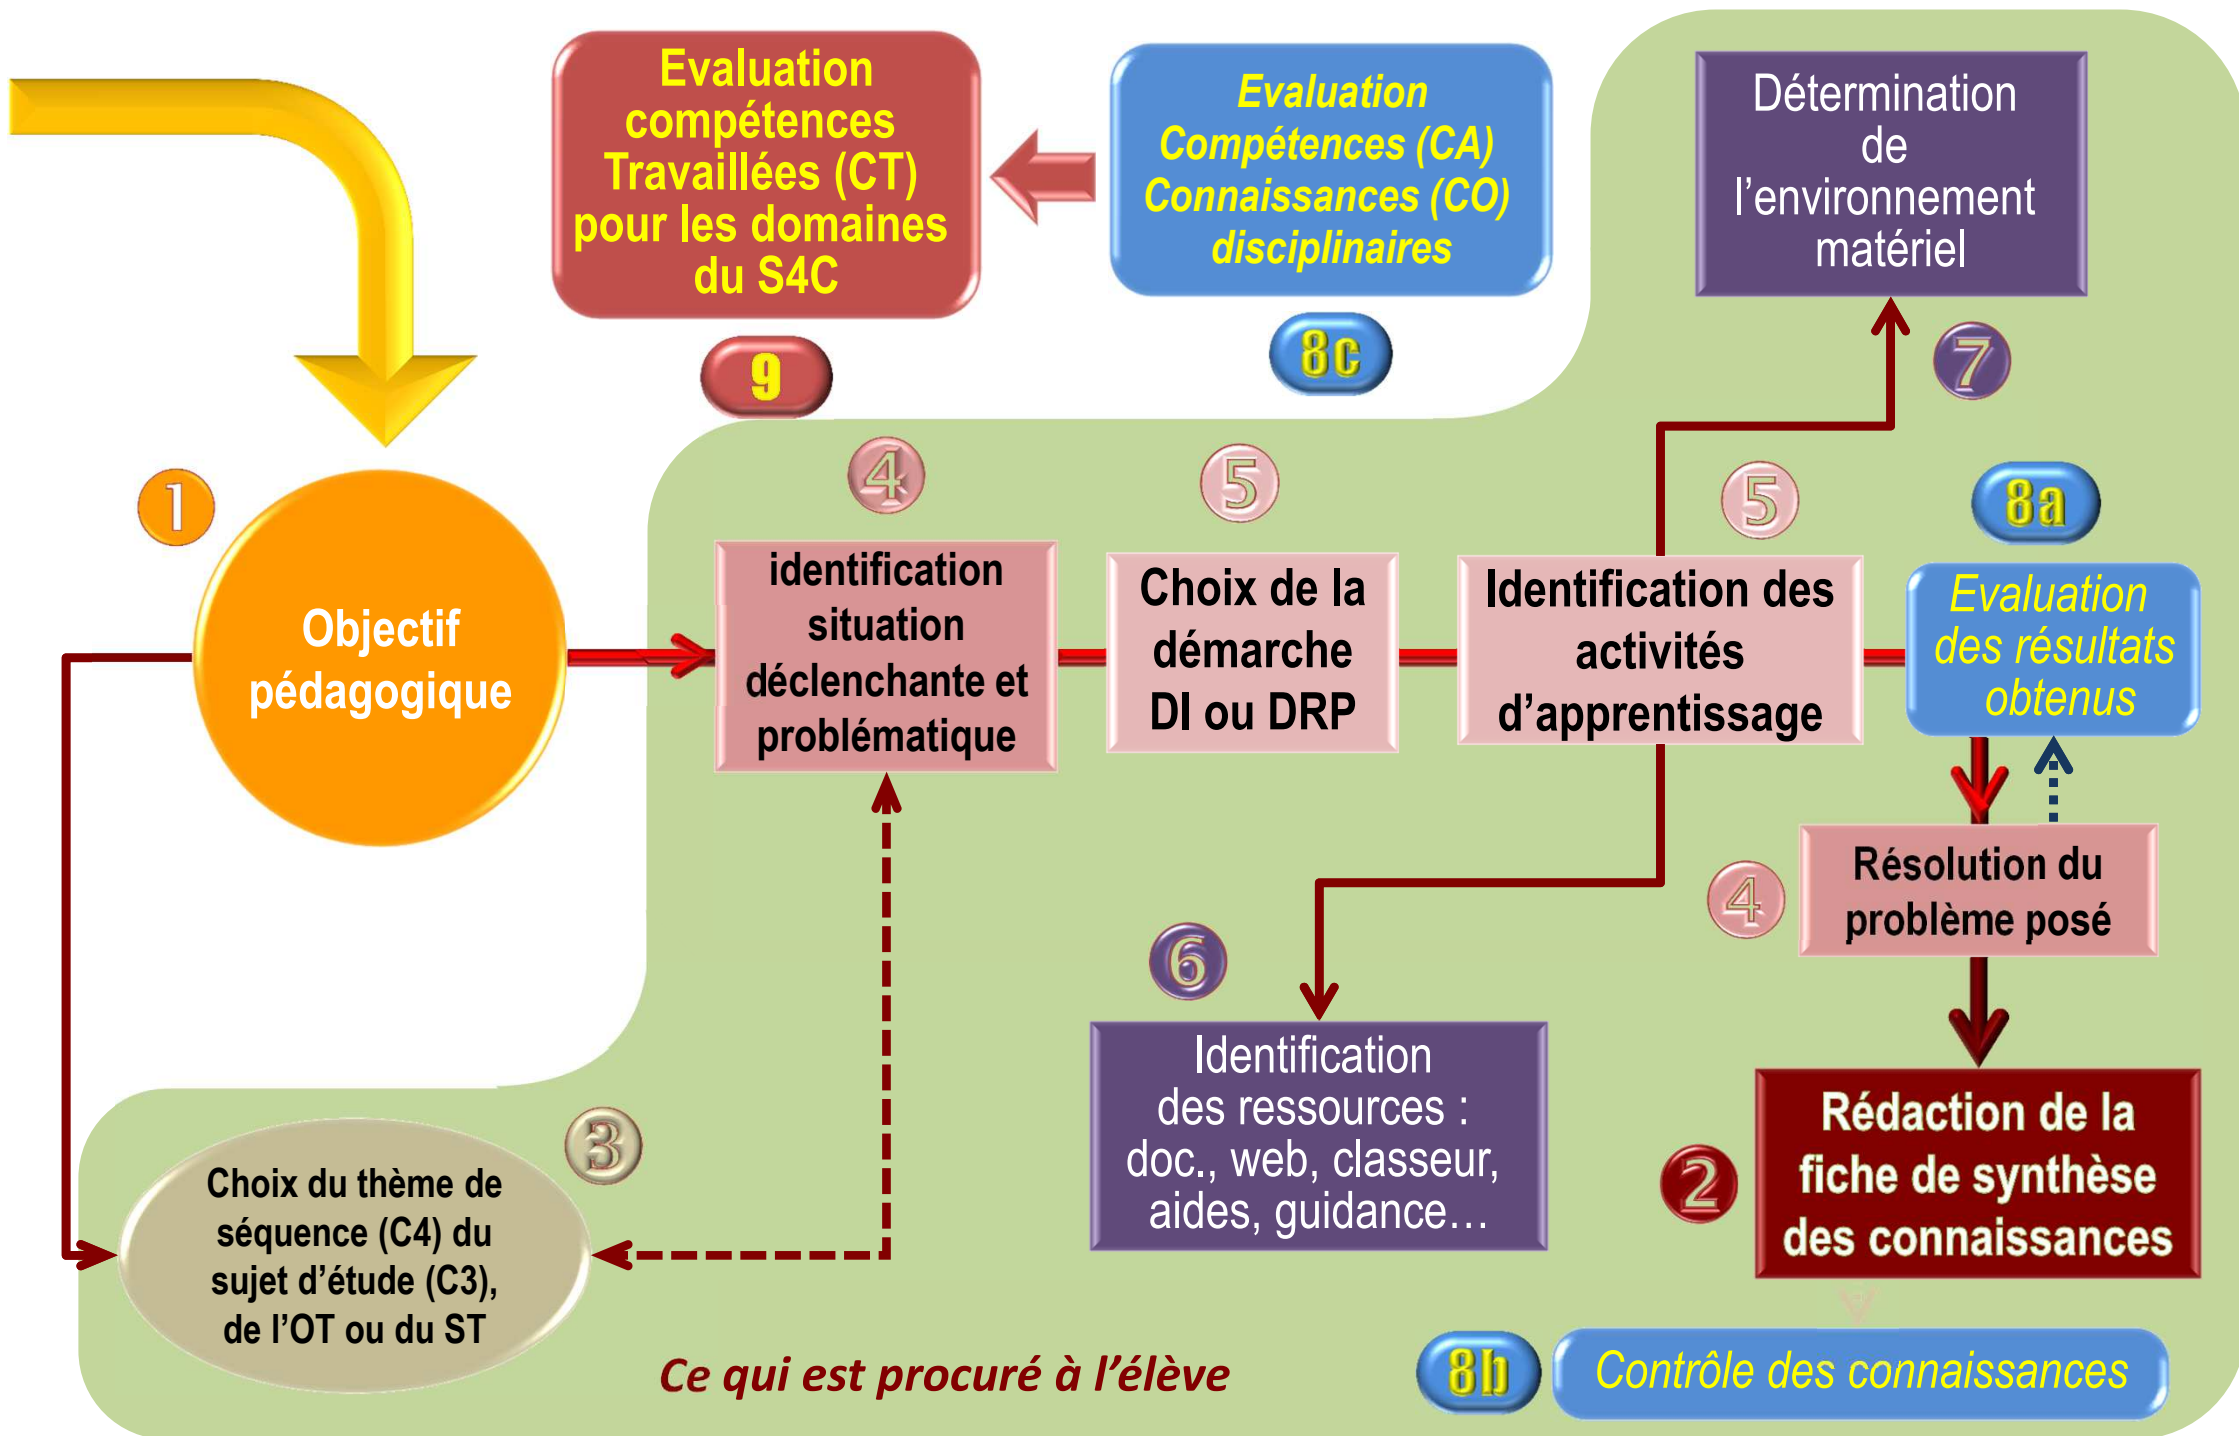 Evaluation
compétences
Travaillées (CT)
pour les domaines
du S4C
9
Evaluation
Compétences (CA)
Connaissances (CO)
disciplinaires
8c
Détermination
de
l’environnement
matériel
7
1
Objectif
pédagogique
4
identification
situation
déclenchante et
problématique
5
Choix de la
démarche
DI ou DRP
5
Identification des
activités
d’apprentissage
8a
Evaluation
des résultats
obtenus
4
Résolution du
problème posé
6
Identification
des ressources :
doc., web, classeur,
aides, guidance…
2
Rédaction de la
fiche de synthèse
des connaissances
3
Choix du thème de
séquence (C4) du
sujet d’étude (C3),
de l’OT ou du ST
Ce qui est procuré à l’élève
8b
Contrôle des connaissances